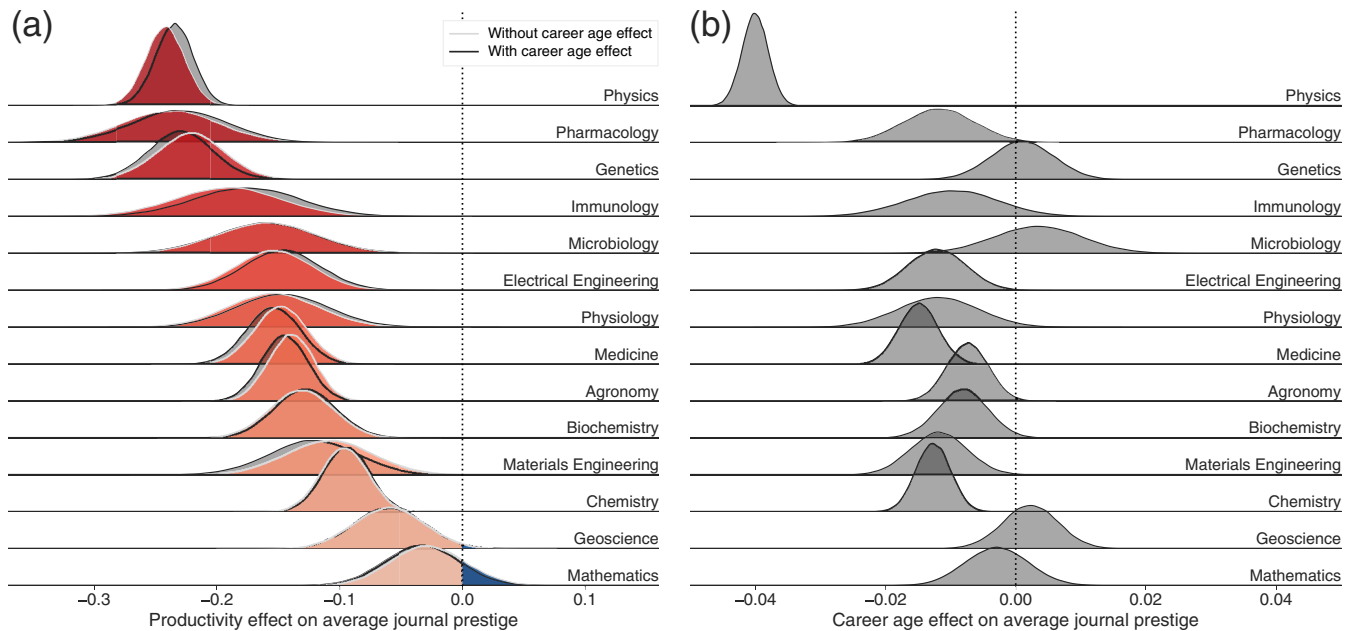 (a)
Without career age effect
With career age effect
Physics
Pharmacology
Genetics
Immunology
Microbiology
Electrical Engineering
Physiology
Medicine
Agronomy
Biochemistry
Materials Engineering
Chemistry
Geoscience
Mathematics
−0.3 −0.2 −0.1 0.0 0.1
Productivity effect on average journal prestige
(b)
Physics
Pharmacology
Genetics
Immunology
Microbiology
Electrical Engineering
Physiology
Medicine
Agronomy
Biochemistry
Materials Engineering
Chemistry
Geoscience
Mathematics
−0.04 −0.02 0.00 0.02 0.04
Career age effect on average journal prestige